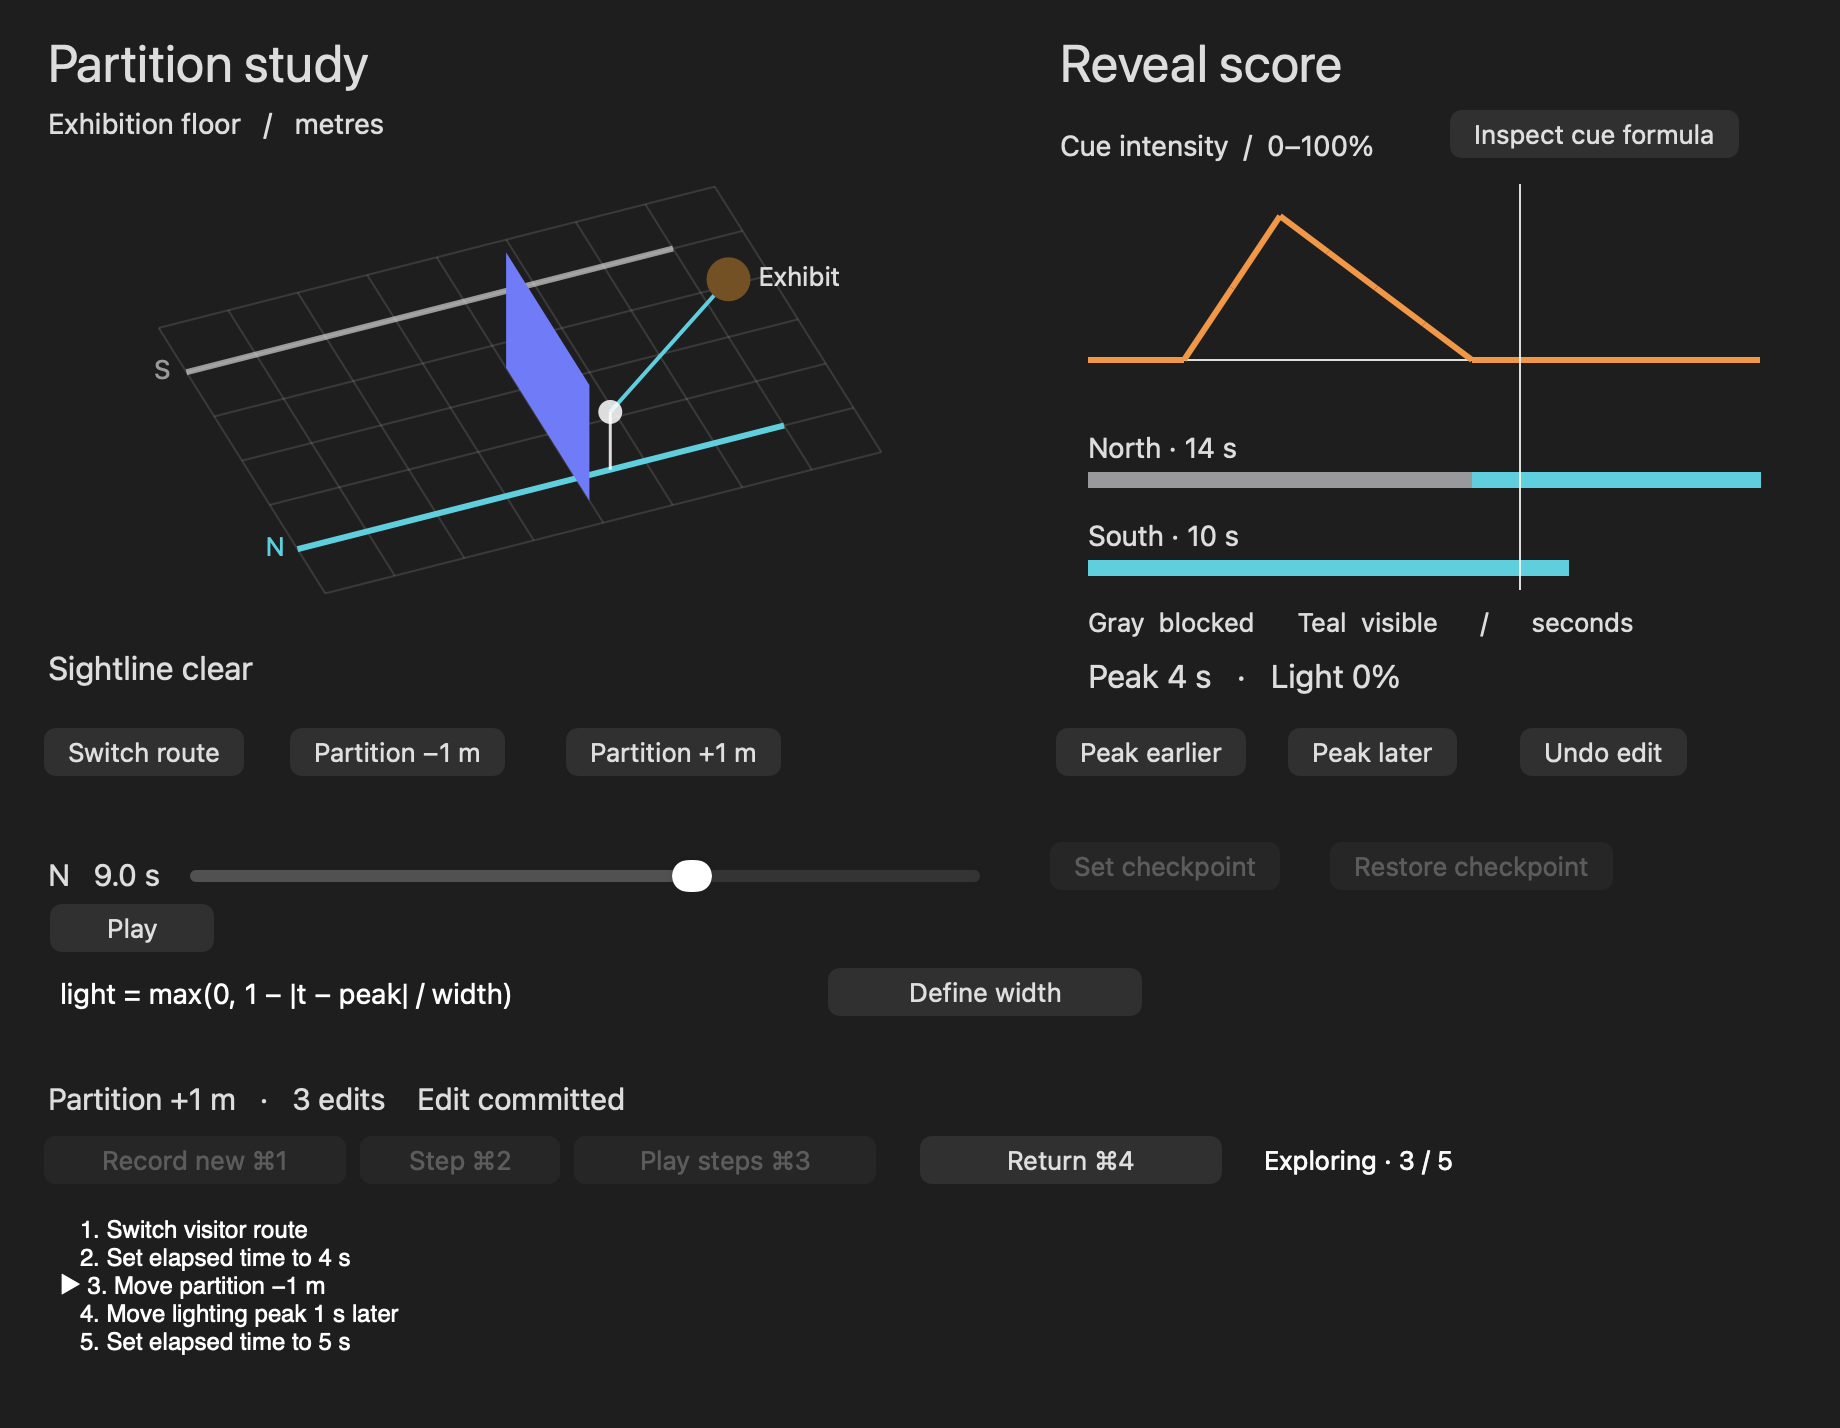 Partition study
Exhibition floor / metres
Exhibit
S
N
Sightline clear
Switch route
Partition –1 m
Partition +1 m
Reveal score
Cue intensity / 0–100%
Inspect cue formula
North · 14 s
South · 10 s
Gray blocked Teal visible / seconds
Peak 4 s · Light 0%
Peak earlier
Peak later
Undo edit
N 9.0 s
Set checkpoint
Restore checkpoint
Play
light = max(0, 1 – |t – peak| / width)
Define width
Partition +1 m · 3 edits Edit committed
Record new ⌘1
Step ⌘2
Play steps ⌘3
Return ⌘4
Exploring · 3 / 5
1. Switch visitor route
2. Set elapsed time to 4 s
▶ 3. Move partition –1 m
4. Move lighting peak 1 s later
5. Set elapsed time to 5 s